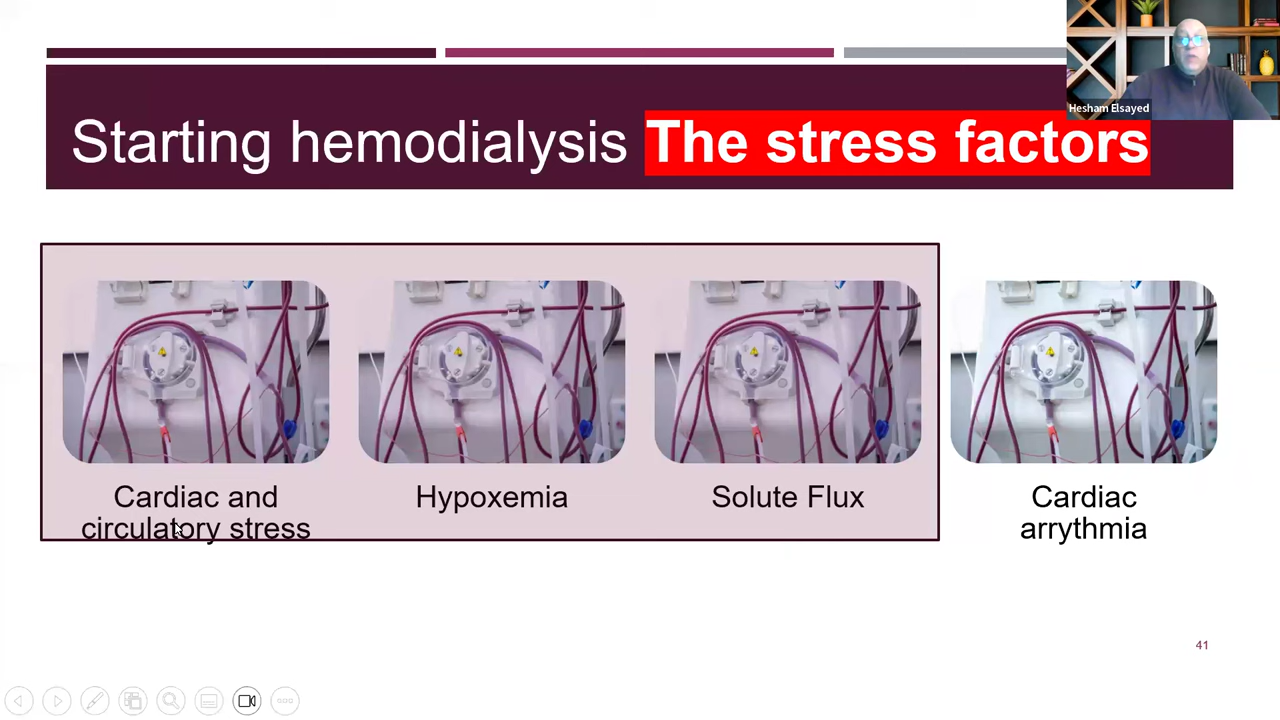 Hesham Elsayed
Starting hemodialysis The stress factors
Cardiac and
circulatory stress
Hypoxemia
Solute Flux
Cardiac
arrythmia
41